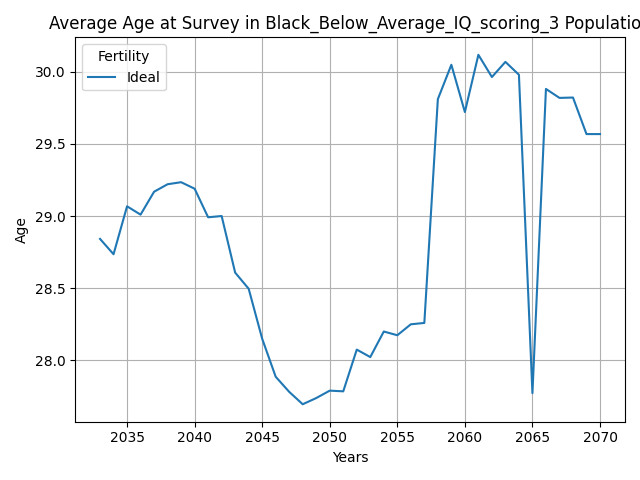 Average Age at Survey in Black_Below_Average_IQ_scoring_3 Populatio
Fertility
Ideal
30.0
29.5
29.0
28.5
28.0
Age
2035 2040 2045 2050 2055 2060 2065 2070
Years